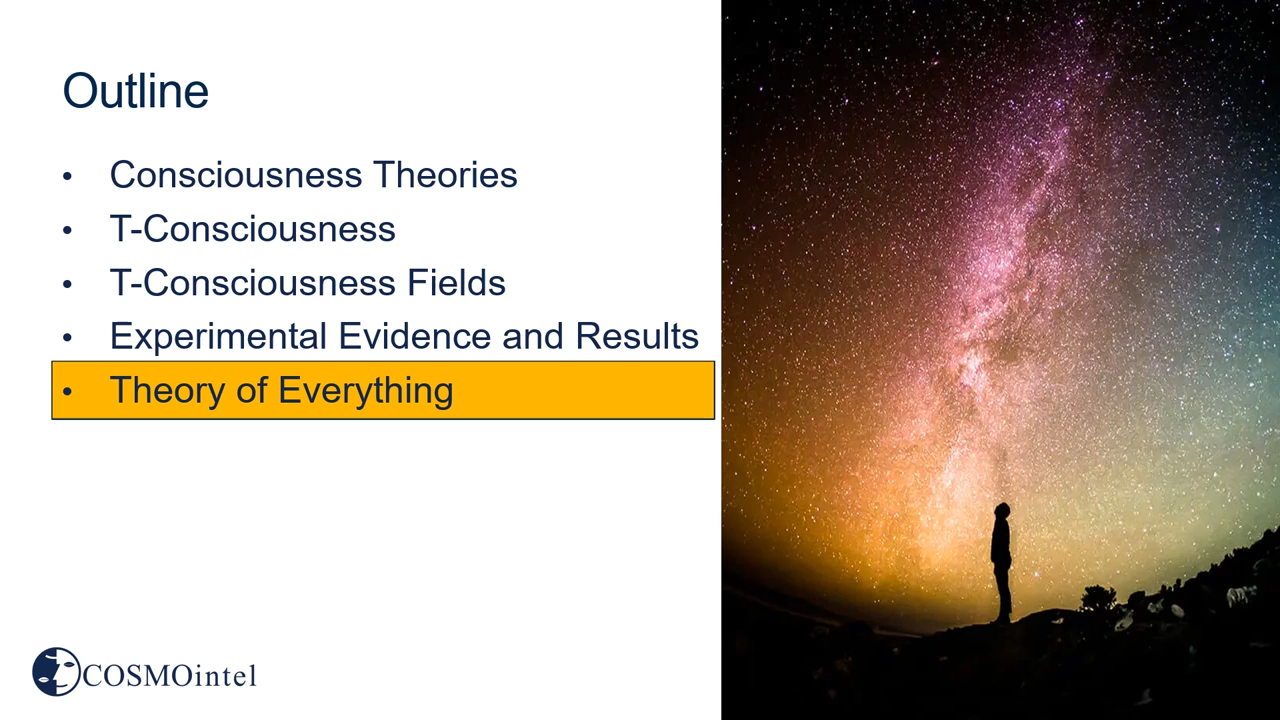 Outline
• Consciousness Theories
• T-Consciousness
• T-Consciousness Fields
• Experimental Evidence and Results
• Theory of Everything
COSMOintel